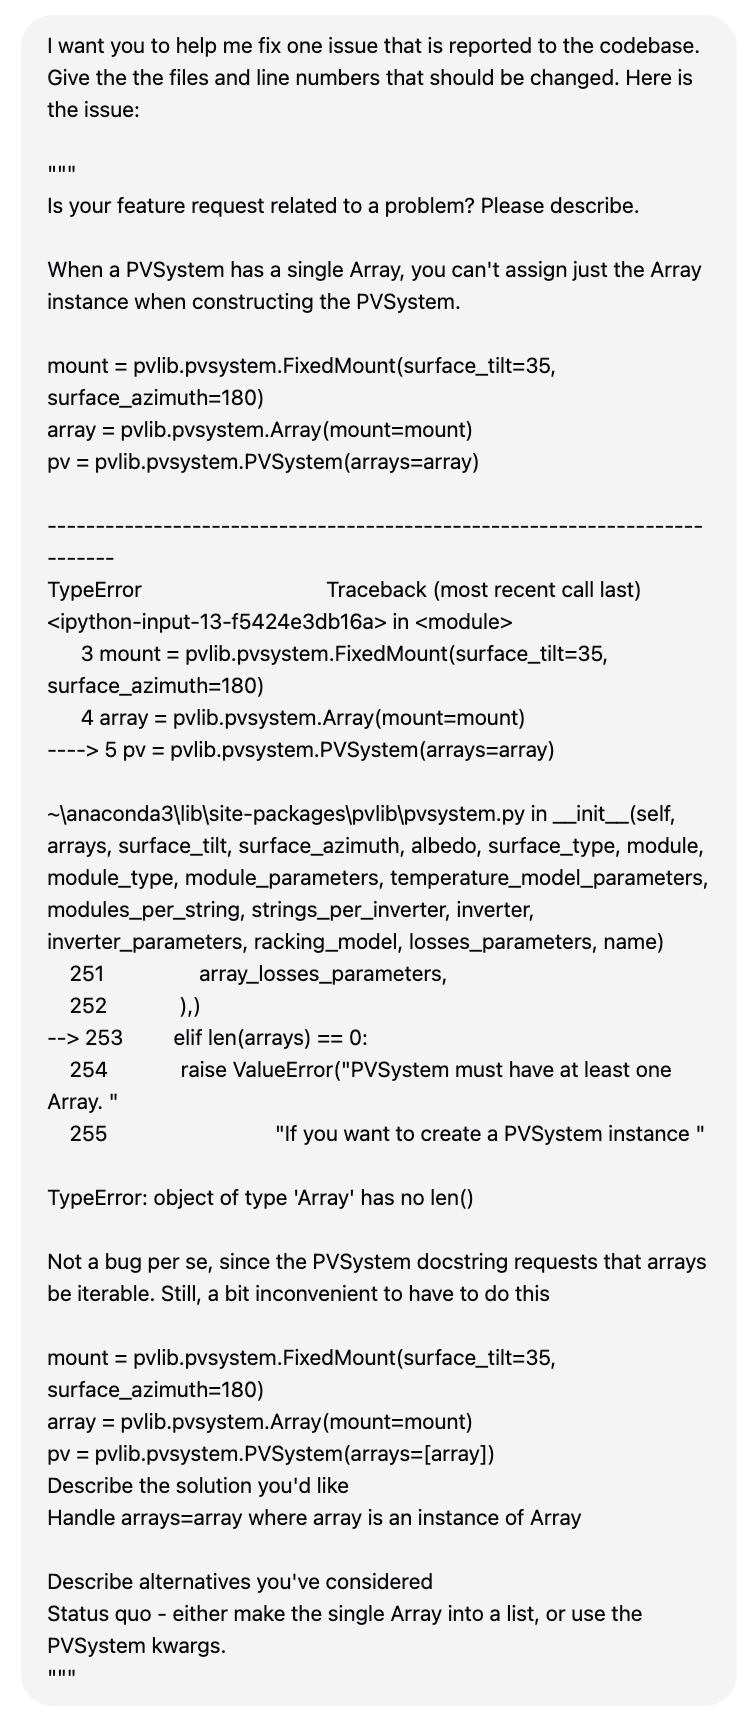 I want you to help me fix one issue that is reported to the codebase.
Give the the files and line numbers that should be changed. Here is
the issue:
"""
Is your feature request related to a problem? Please describe.
When a PVSystem has a single Array, you can't assign just the Array
instance when constructing the PVSystem.
mount = pvlib.pvsystem.FixedMount(surface_tilt=35,
surface_azimuth=180)
array = pvlib.pvsystem.Array(mount=mount)
pv = pvlib.pvsystem.PVSystem(arrays=array)
--------------------------------------------------------------------
-------
TypeError                                 Traceback (most recent call last)
<ipython-input-13-f5424e3db16a> in <module>
      3 mount = pvlib.pvsystem.FixedMount(surface_tilt=35,
surface_azimuth=180)
      4 array = pvlib.pvsystem.Array(mount=mount)
----> 5 pv = pvlib.pvsystem.PVSystem(arrays=array)
~\anaconda3\lib\site-packages\pvlib\pvsystem.py in __init__(self,
arrays, surface_tilt, surface_azimuth, albedo, surface_type, module,
module_type, module_parameters, temperature_model_parameters,
modules_per_string, strings_per_inverter, inverter,
inverter_parameters, racking_model, losses_parameters, name)
    251                 array_losses_parameters,
    252             ),)
--> 253         elif len(arrays) == 0:
    254             raise ValueError("PVSystem must have at least one
Array. "
    255                              "If you want to create a PVSystem instance "
TypeError: object of type 'Array' has no len()
Not a bug per se, since the PVSystem docstring requests that arrays
be iterable. Still, a bit inconvenient to have to do this
mount = pvlib.pvsystem.FixedMount(surface_tilt=35,
surface_azimuth=180)
array = pvlib.pvsystem.Array(mount=mount)
pv = pvlib.pvsystem.PVSystem(arrays=[array])
Describe the solution you'd like
Handle arrays=array where array is an instance of Array
Describe alternatives you've considered
Status quo - either make the single Array into a list, or use the
PVSystem kwargs.
"""